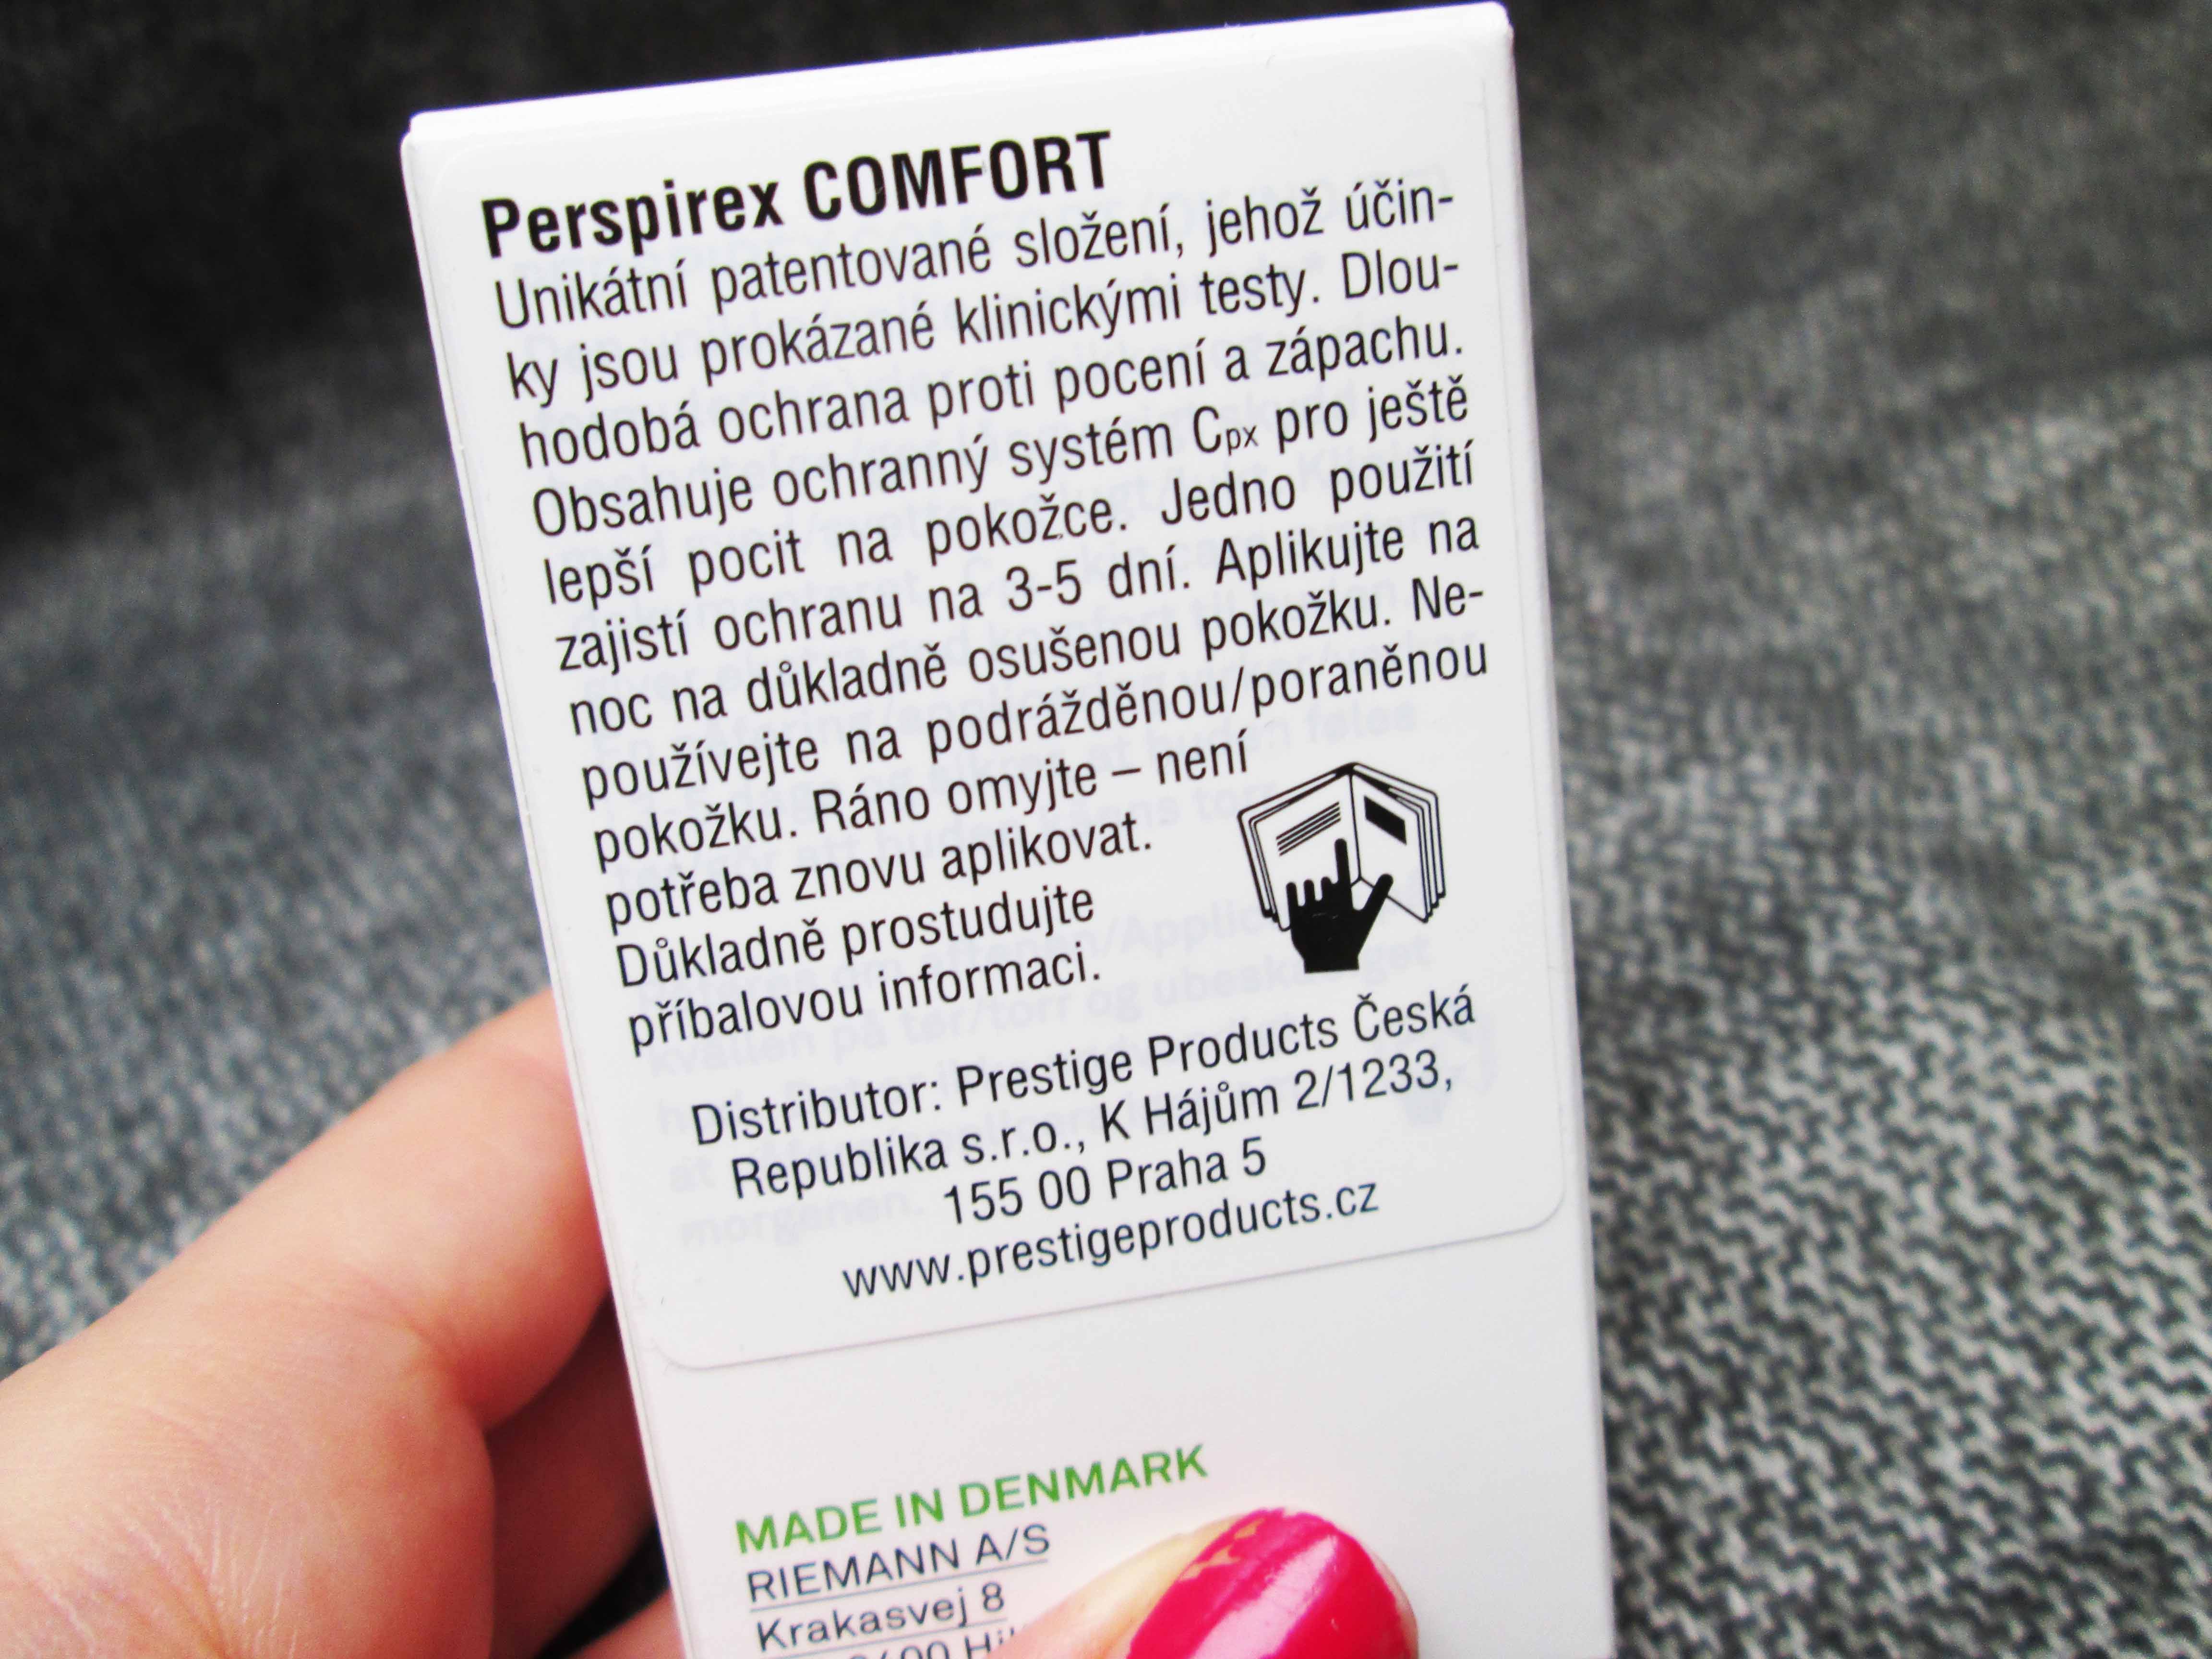 Perspirex COMFORT
Unikátní patentované složení, jehož účin-
ky jsou prokázané klinickými testy. Dlou-
hodobá ochrana proti pocení a zápachu.
Obsahuje ochranný systém Cpx pro ještě
lepší pocit na pokožce. Jedno použití
zajistí ochranu na 3-5 dní. Aplikujte na
noc na důkladně osušenou pokožku. Ne-
používejte na podrážděnou/poraněnou
pokožku. Ráno omyjte – není
potřeba znovu aplikovat.
Důkladně prostudujte
příbalovou informaci.
Distributor: Prestige Products Česká
Republika s.r.o., K Hájům 2/1233,
155 00 Praha 5
www.prestigeproducts.cz
MADE IN DENMARK
RIEMANN A/S
Krakasvej 8